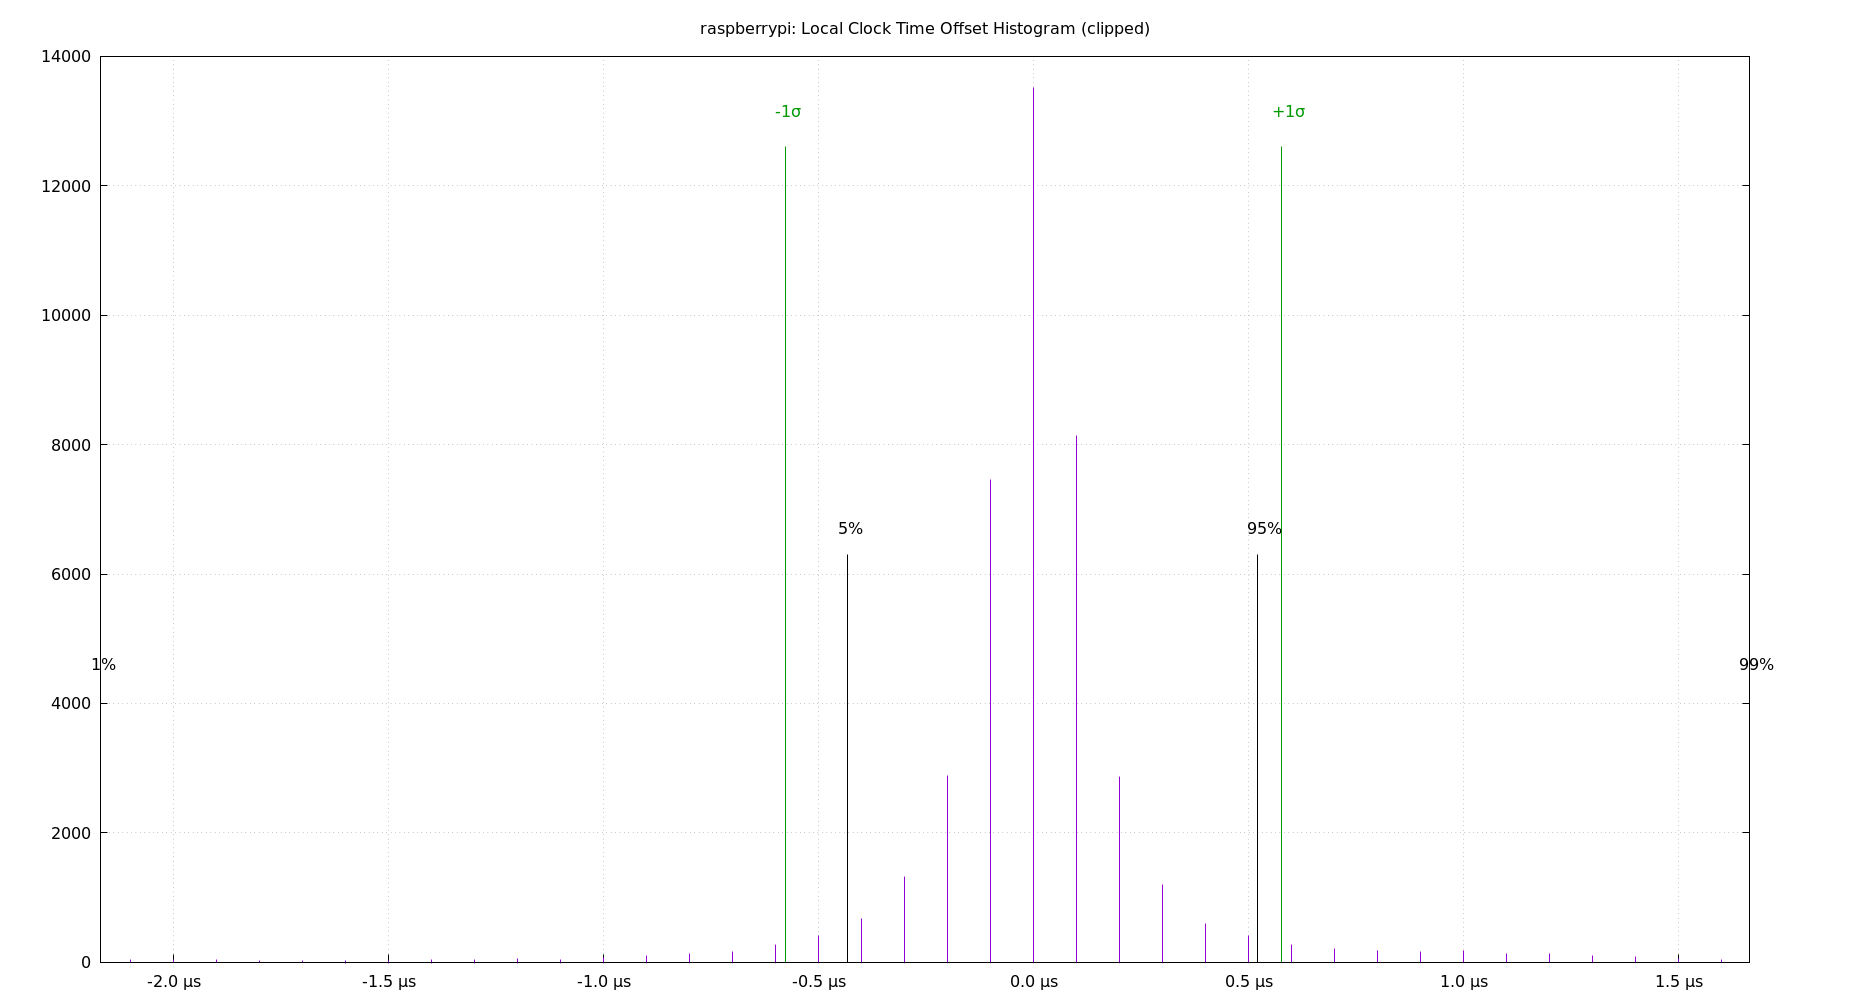 raspberrypi: Local Clock Time Offset Histogram (clipped)
14000
-1σ
+1σ
12000
10000
8000
5%
95%
6000
1%
99%
4000
2000
0
-2.0 µs
-1.5 µs
-1.0 µs
-0.5 µs
0.0 µs
0.5 µs
1.0 µs
1.5 µs